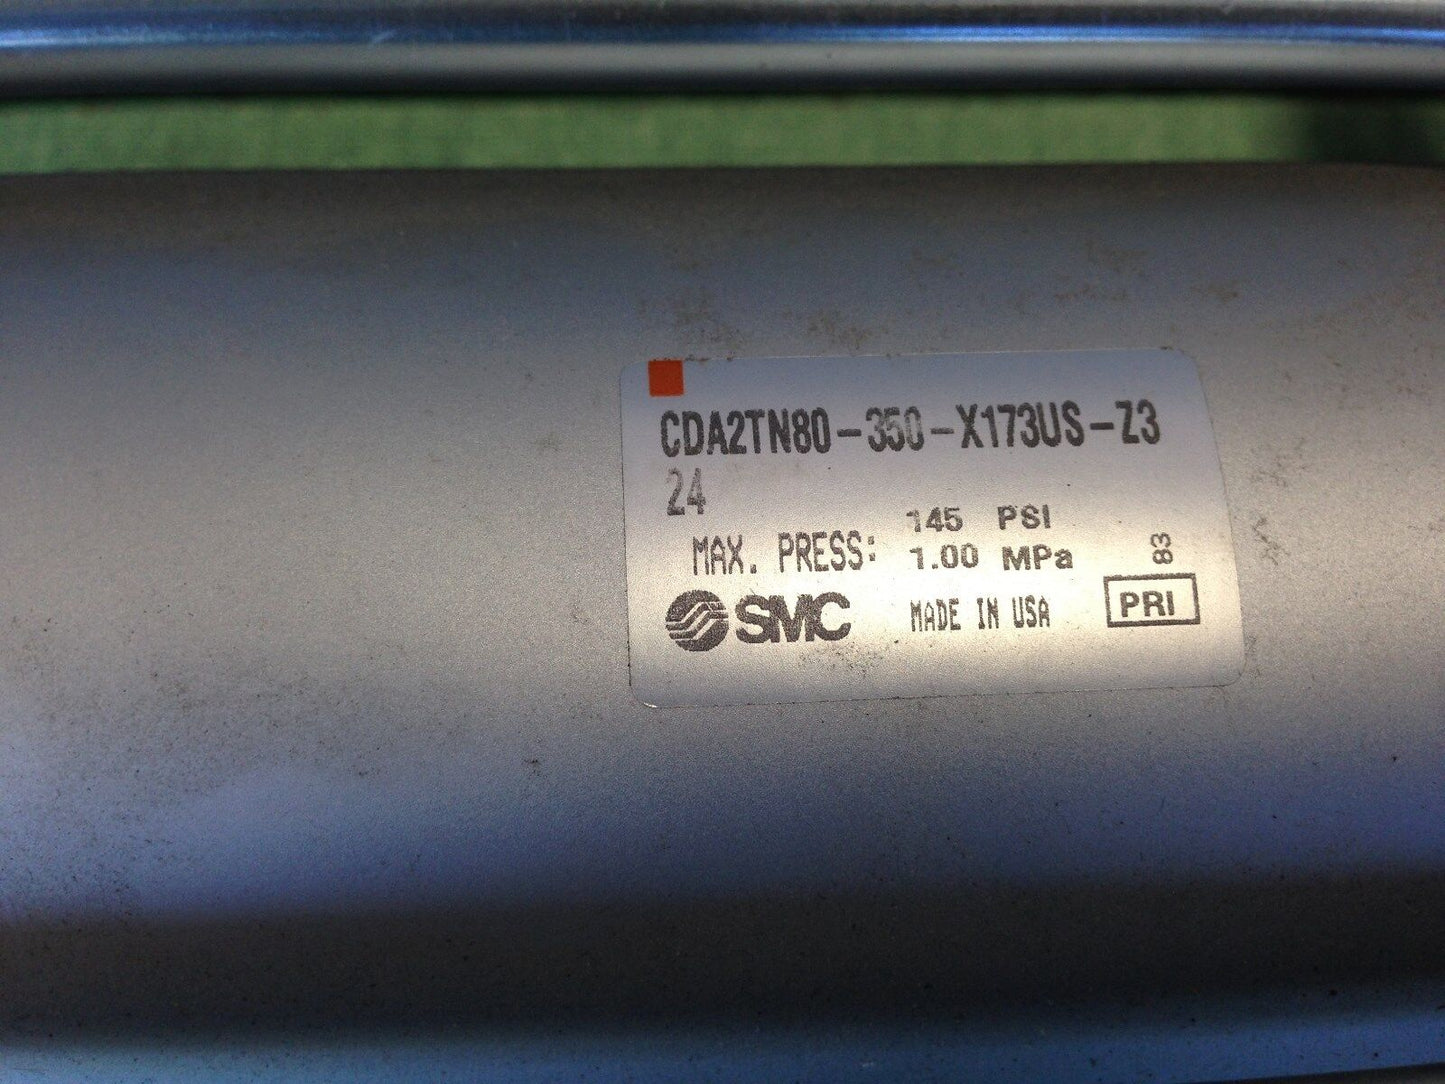 CDA2TN80-350-X173US-Z3
24
145 PSI
MAX. PRESS: 1.00 MPa
83
SMC MADE IN USA PRI